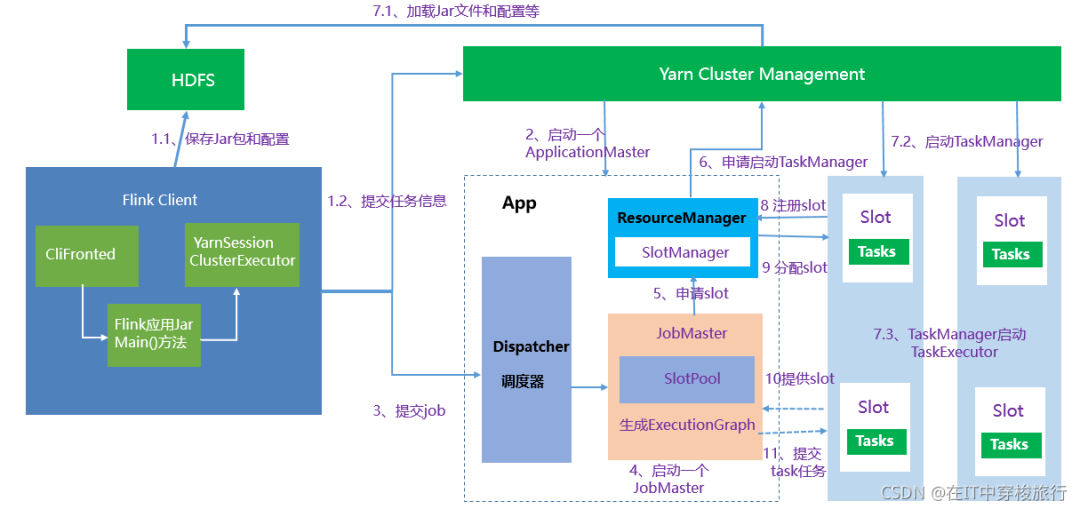 7.1、加载Jar文件和配置等
HDFS
Yarn Cluster Management
1.1、保存Jar包和配置
2、启动一个
ApplicationMaster
6、申请启动TaskManager
7.2、启动TaskManager
Flink Client
1.2、提交任务信息
App
ResourceManager
SlotManager
8 注册slot
9 分配slot
Slot
Tasks
Slot
Tasks
CliFronted
YarnSession
ClusterExecutor
Flink应用Jar
Main()方法
5、申请slot
Dispatcher
调度器
JobMaster
SlotPool
生成ExecutionGraph
7.3、TaskManager启动
TaskExecutor
3、提交job
10提供slot
11、提交
task任务
4、启动一个
JobMaster
Slot
Tasks
Slot
Tasks
CSDN @在IT中穿梭旅行